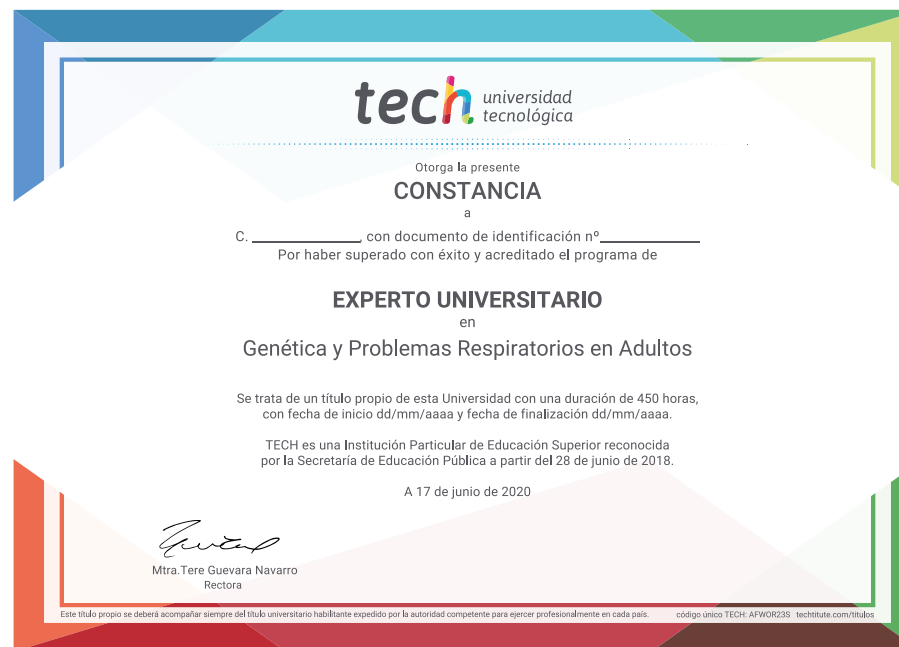 tech universidad
tecnológica
Otorga la presente
CONSTANCIA
a
C. ____________, con documento de identificación nº____________
Por haber superado con éxito y acreditado el programa de
EXPERTO UNIVERSITARIO
en
Genética y Problemas Respiratorios en Adultos
Se trata de un título propio de esta Universidad con una duración de 450 horas,
con fecha de inicio dd/mm/aaaa y fecha de finalización dd/mm/aaaa.
TECH es una Institución Particular de Educación Superior reconocida
por la Secretaría de Educación Pública a partir del 28 de junio de 2018.
A 17 de junio de 2020
Mtra.Tere Guevara Navarro
Rectora
Este título propio se deberá acompañar siempre del título universitario habilitante expedido por la autoridad competente para ejercer profesionalmente en cada país. código único TECH: AFWOR23S techtitute.com/títulos